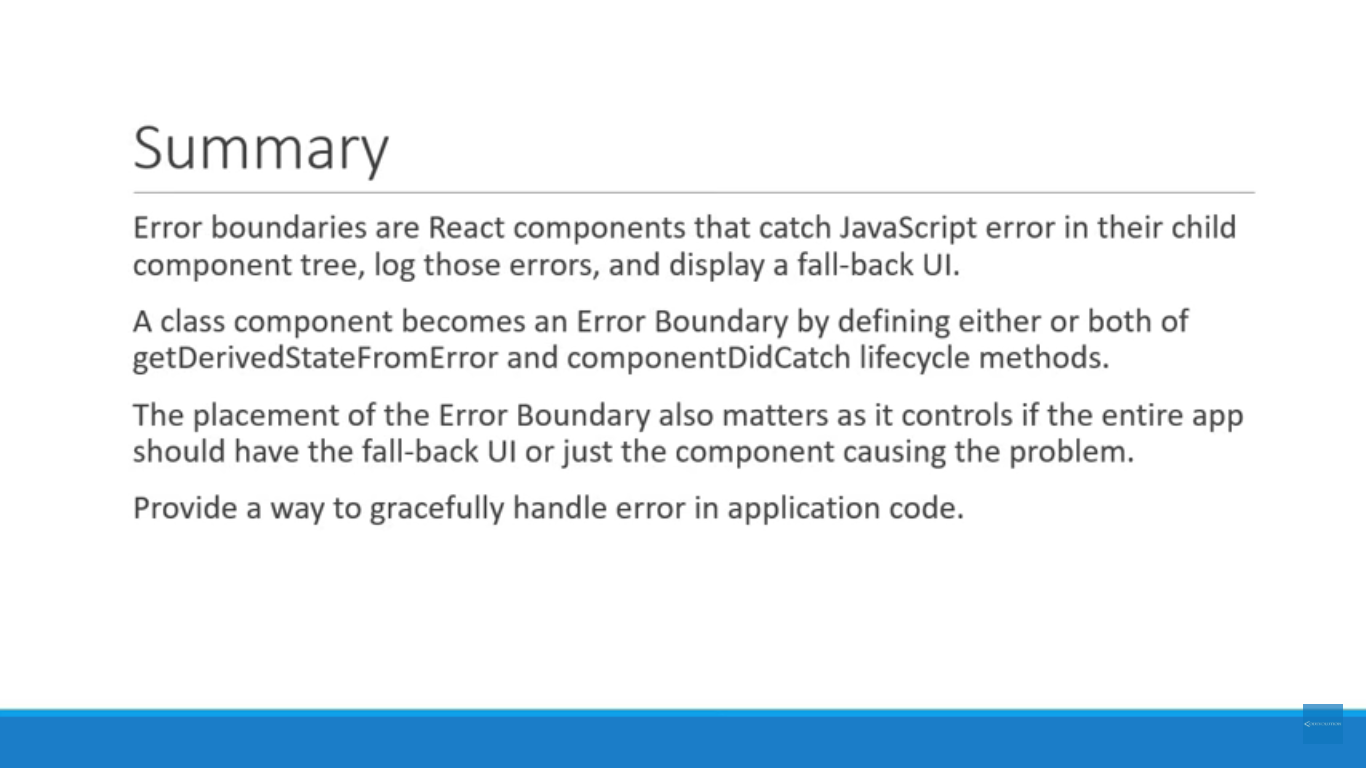 Summary
Error boundaries are React components that catch JavaScript error in their child
component tree, log those errors, and display a fall-back UI.
A class component becomes an Error Boundary by defining either or both of
getDerivedStateFromError and componentDidCatch lifecycle methods.
The placement of the Error Boundary also matters as it controls if the entire app
should have the fall-back UI or just the component causing the problem.
Provide a way to gracefully handle error in application code.